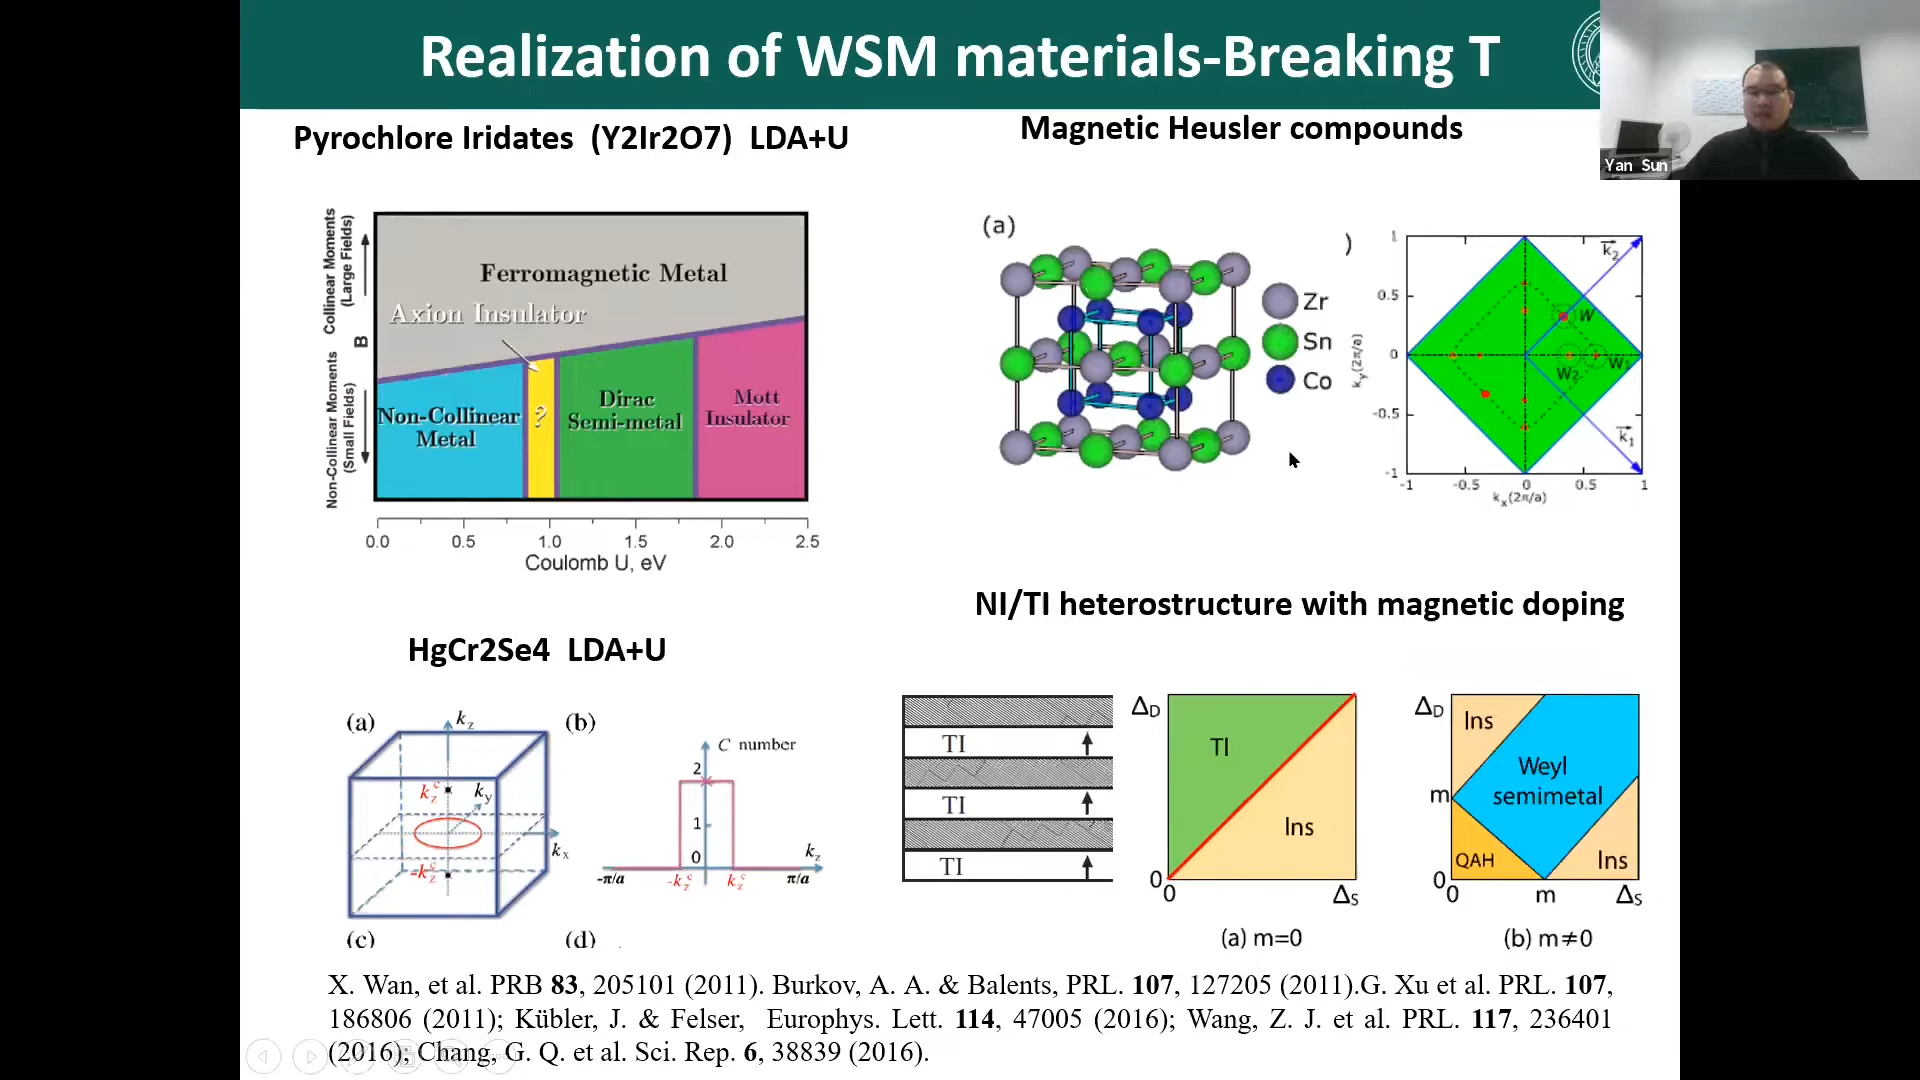 Realization of WSM materials-Breaking T
Yan Sun
Pyrochlore Iridates (Y2Ir2O7) LDA+U
Collinear Moments
(Large Fields)
B
Non-Collinear Moments
(Small Fields)
Ferromagnetic Metal
Axion Insulator
Non-Collinear
Metal
?
Dirac
Semi-metal
Mott
Insulator
0.0 0.5 1.0 1.5 2.0 2.5
Coulomb U, eV
Magnetic Heusler compounds
(a)
Zr
Sn
Co
)
1
0.5
0
-0.5
-1
ky(2π/a)
k2
W
W1
W2
k1
-1 -0.5 0 0.5 1
kx(2π/a)
HgCr2Se4 LDA+U
(a)
kz
kz^c
ky
kx
-kz^c
(b)
C number
2
1
0
kz
-π/a -kz^c kz^c π/a
(c) (d)
NI/TI heterostructure with magnetic doping
TI
TI
TI
ΔD
TI
Ins
0
0 ΔS
(a) m=0
ΔD
Ins
Weyl
semimetal
m
QAH
Ins
0
0 m ΔS
(b) m≠0
X. Wan, et al. PRB 83, 205101 (2011). Burkov, A. A. & Balents, PRL. 107, 127205 (2011).G. Xu et al. PRL. 107,
186806 (2011); Kübler, J. & Felser, Europhys. Lett. 114, 47005 (2016); Wang, Z. J. et al. PRL. 117, 236401
(2016); Chang, G. Q. et al. Sci. Rep. 6, 38839 (2016).